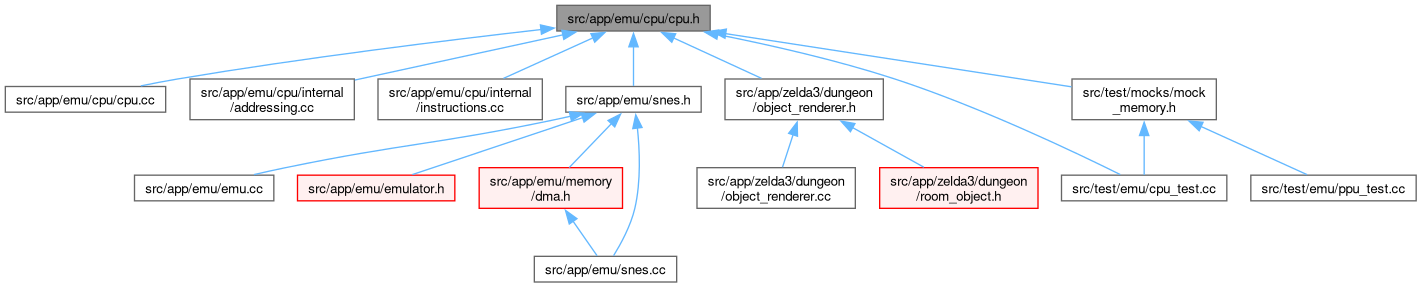 src/app/emu/cpu/cpu.h
src/app/emu/cpu/cpu.cc
src/app/emu/cpu/internal
/addressing.cc
src/app/emu/cpu/internal
/instructions.cc
src/app/emu/snes.h
src/app/zelda3/dungeon
/object_renderer.h
src/test/mocks/mock
_memory.h
src/app/emu/emu.cc
src/app/emu/emulator.h
src/app/emu/memory
/dma.h
src/app/zelda3/dungeon
/object_renderer.cc
src/app/zelda3/dungeon
/room_object.h
src/test/emu/cpu_test.cc
src/test/emu/ppu_test.cc
src/app/emu/snes.cc